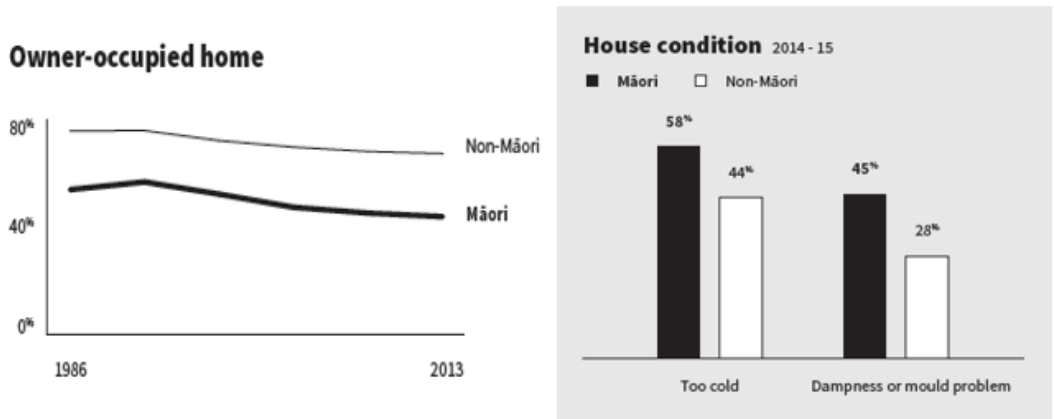 Owner-occupied home
80%
Non-Māori
Māori
40%
0%
1986
2013
House condition 2014 - 15
Māori
Non-Māori
58%
44%
45%
28%
Too cold
Dampness or mould problem